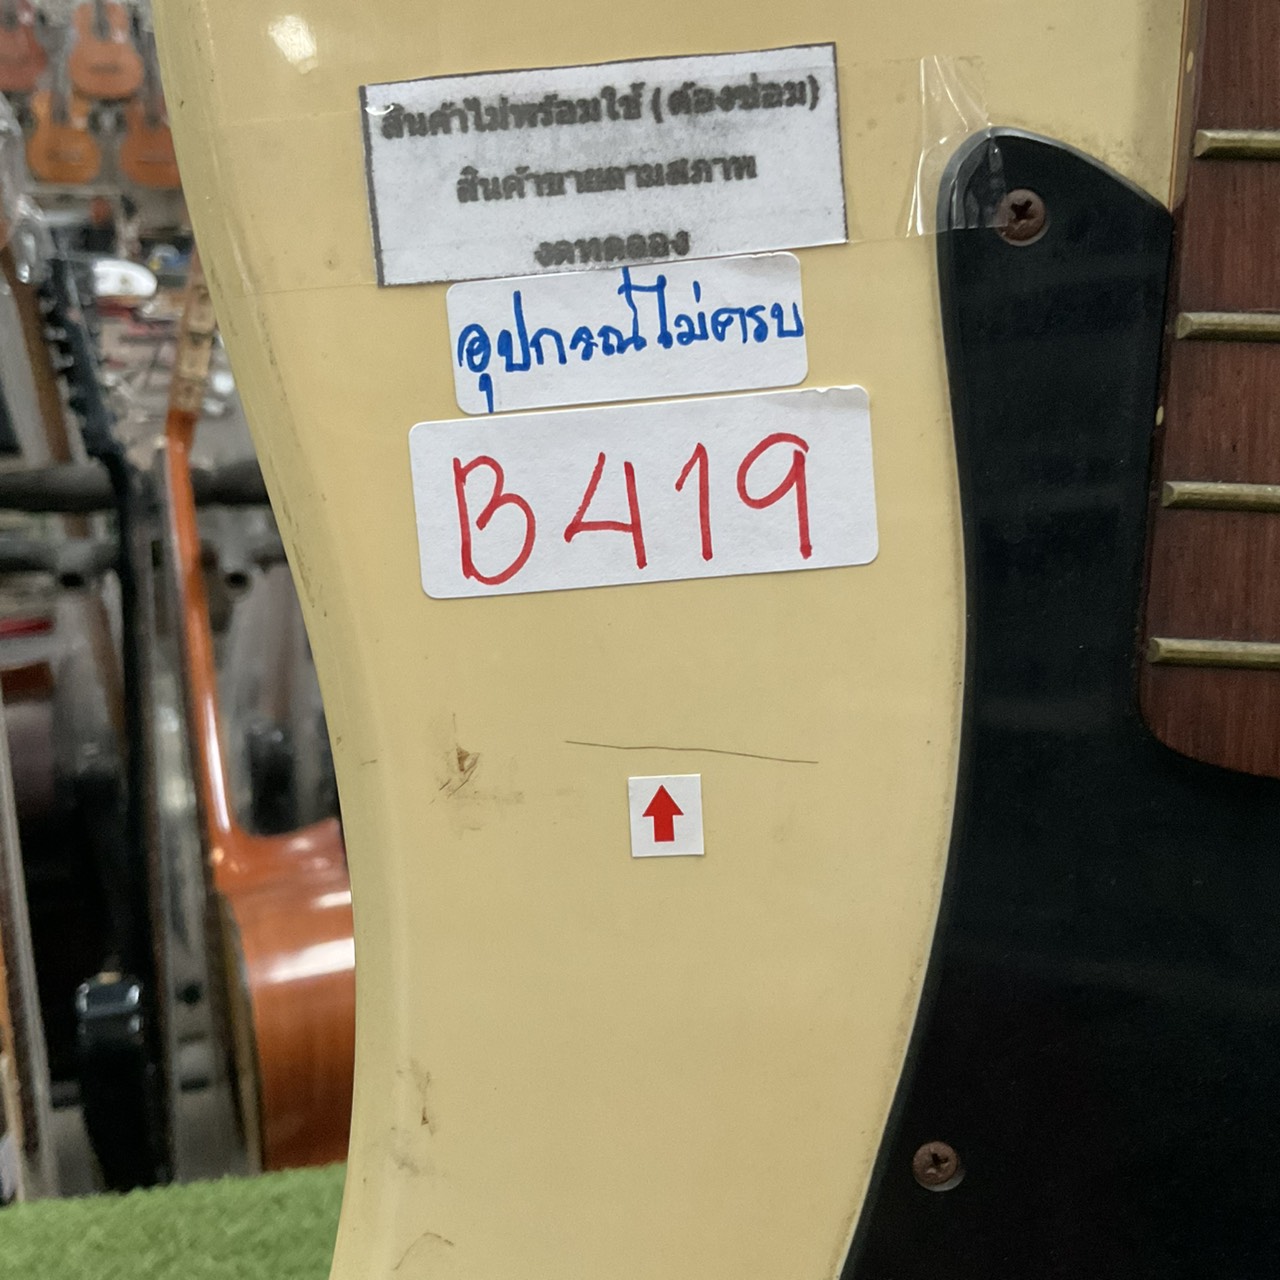 สินค้าไม่พร้อมใช้ (ต้องซ่อม)
สินค้าขายตามสภาพ
งดทดลอง
อุปกรณ์ไม่ครบ
B419